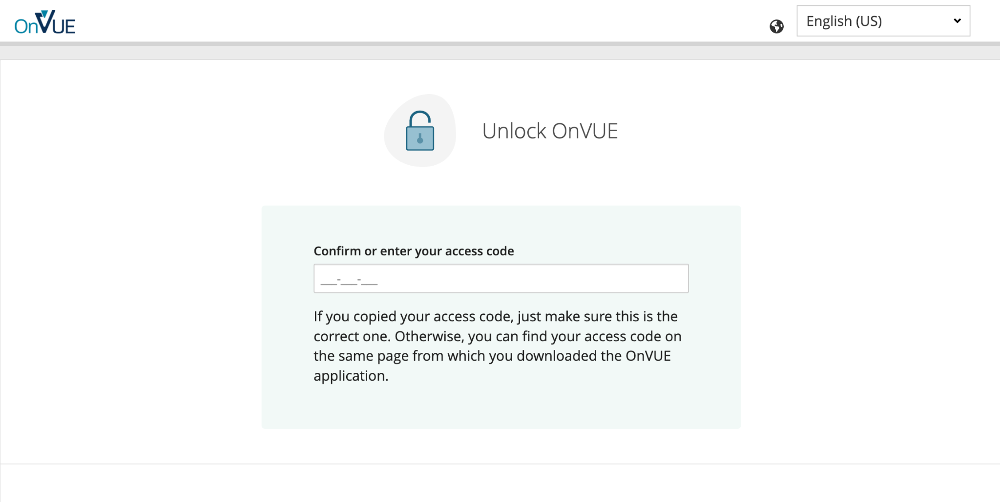 OnVUE
English (US)
Unlock OnVUE
Confirm or enter your access code
___-___-___
If you copied your access code, just make sure this is the
correct one. Otherwise, you can find your access code on
the same page from which you downloaded the OnVUE
application.